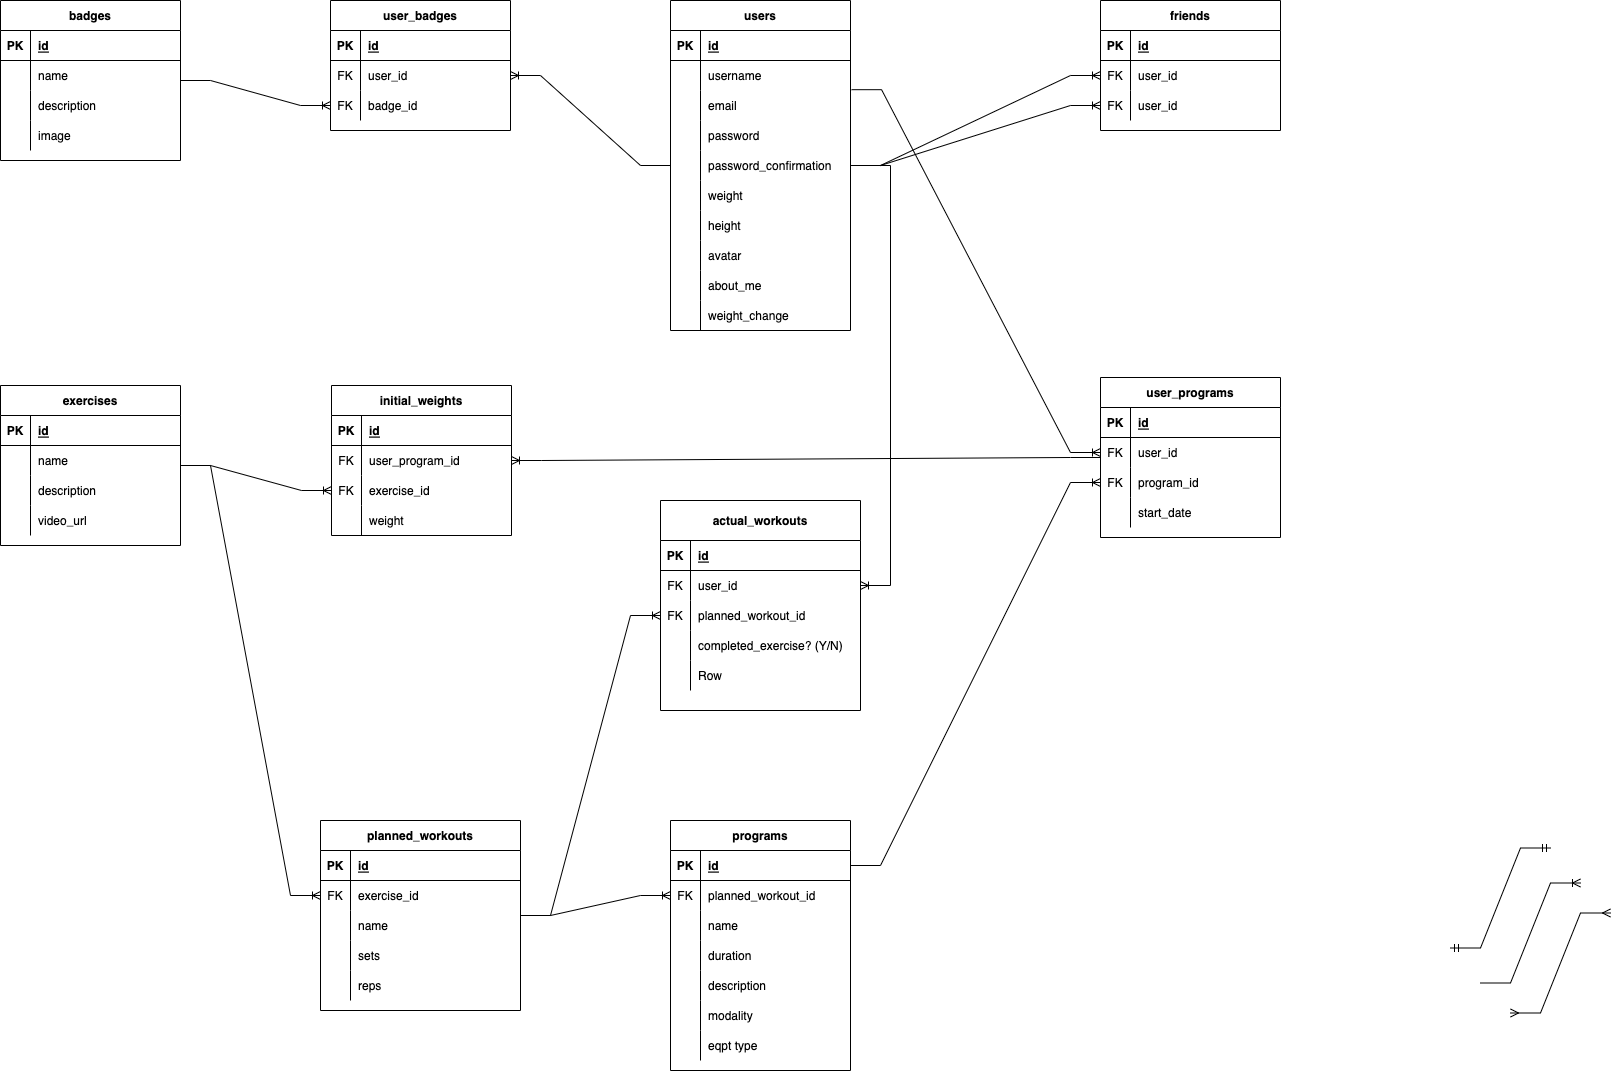 badges
PK id
name
description
image
user_badges
PK id
FK user_id
FK badge_id
users
PK id
username
email
password
password_confirmation
weight
height
avatar
about_me
weight_change
friends
PK id
FK user_id
FK user_id
exercises
PK id
name
description
video_url
initial_weights
PK id
FK user_program_id
FK exercise_id
weight
actual_workouts
PK id
FK user_id
FK planned_workout_id
completed_exercise? (Y/N)
Row
user_programs
PK id
FK user_id
FK program_id
start_date
planned_workouts
PK id
FK exercise_id
name
sets
reps
programs
PK id
FK planned_workout_id
name
duration
description
modality
eqpt type